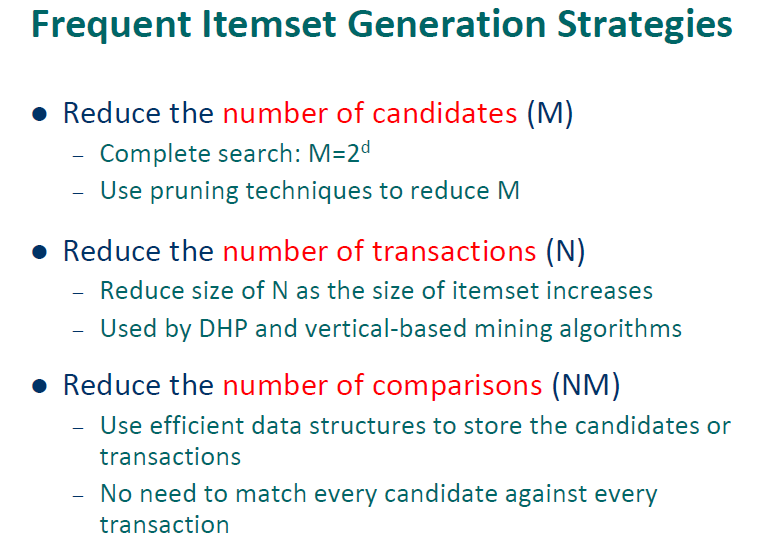 Frequent Itemset Generation Strategies
● Reduce the number of candidates (M)
– Complete search: M=2ᵈ
– Use pruning techniques to reduce M
● Reduce the number of transactions (N)
– Reduce size of N as the size of itemset increases
– Used by DHP and vertical-based mining algorithms
● Reduce the number of comparisons (NM)
– Use efficient data structures to store the candidates or
transactions
– No need to match every candidate against every
transaction